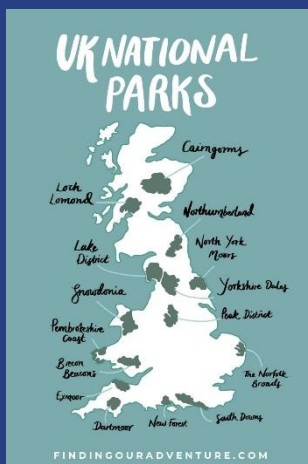 UK NATIONAL
PARKS
Cairngorms
Loch
Lomond
Northumberland
Lake
District
North York
Moors
Snowdonia
Yorkshire Dales
Peak District
Pembrokeshire
Coast
Brecon
Beacons
The Norfolk
Broads
Exmoor
Dartmoor
New Forest
South Downs
FINDINGOURADVENTURE.COM